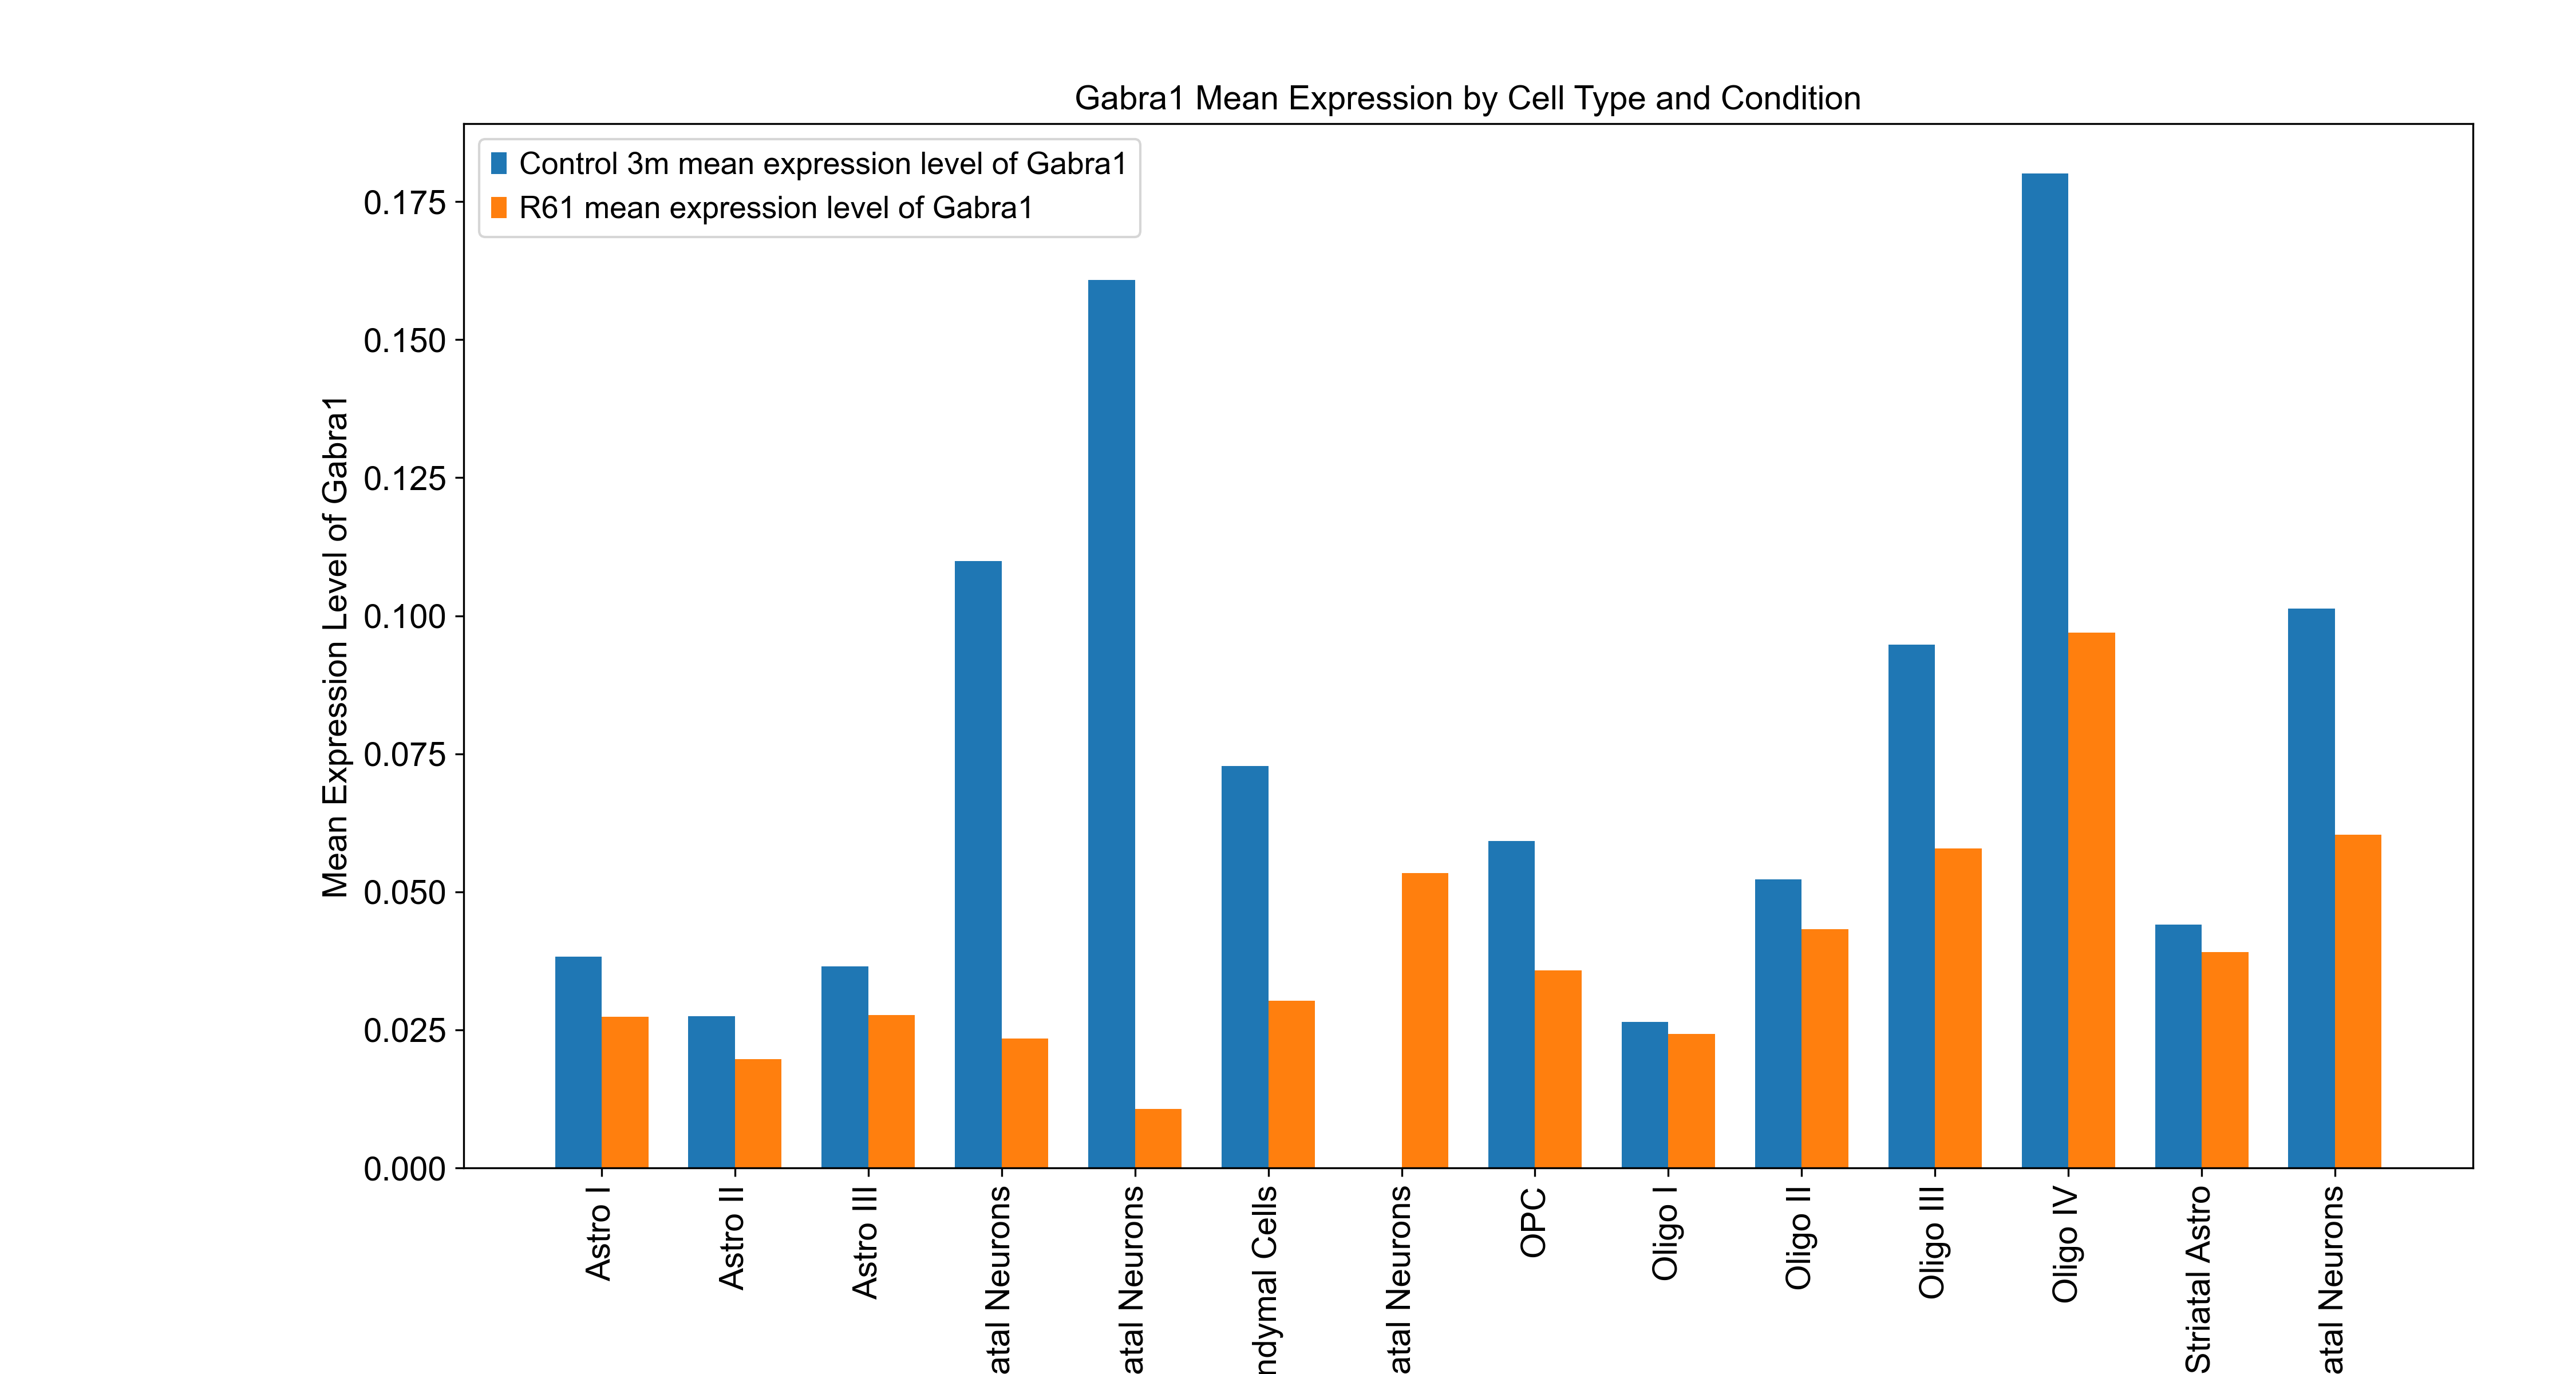 Gabra1 Mean Expression by Cell Type and Condition
Control 3m mean expression level of Gabra1
R61 mean expression level of Gabra1
Mean Expression Level of Gabra1
0.175
0.150
0.125
0.100
0.075
0.050
0.025
0.000
Astro I
Astro II
Astro III
atal Neurons
atal Neurons
ndymal Cells
atal Neurons
OPC
Oligo I
Oligo II
Oligo III
Oligo IV
Striatal Astro
atal Neurons